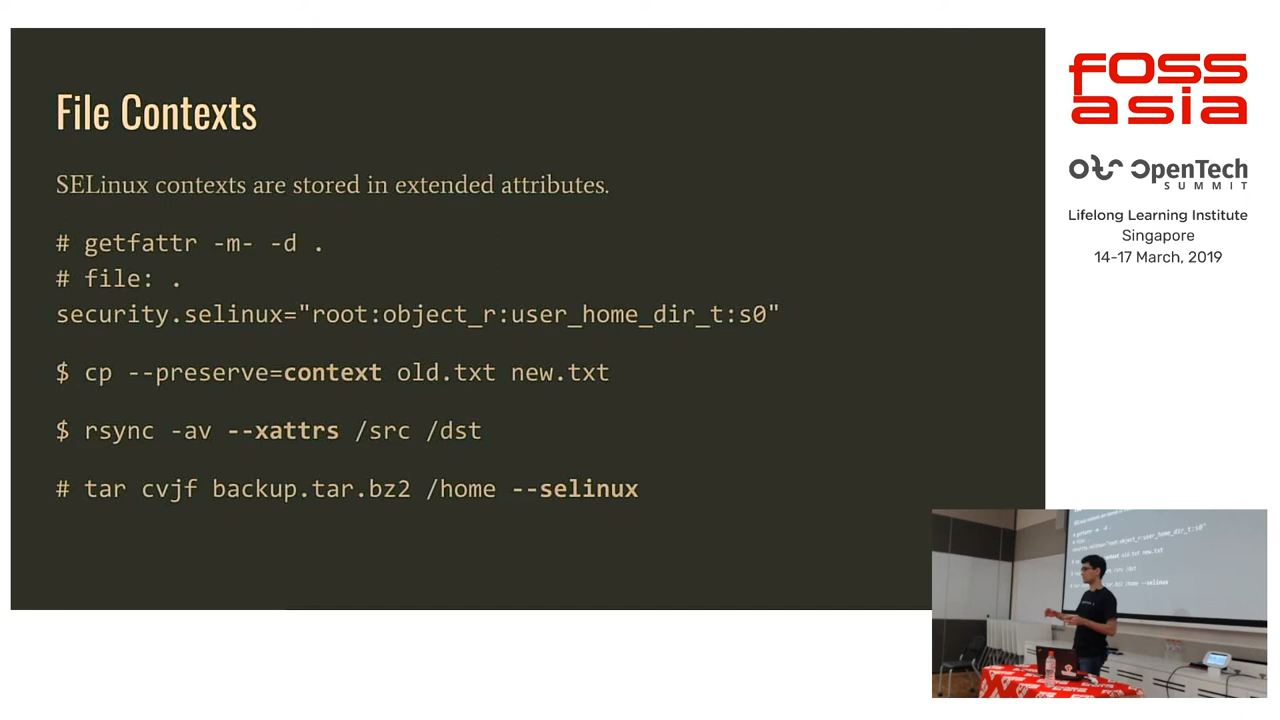 File Contexts
SELinux contexts are stored in extended attributes.
# getfattr -m- -d .
# file: .
security.selinux="root:object_r:user_home_dir_t:s0"
$ cp --preserve=context old.txt new.txt
$ rsync -av --xattrs /src /dst
# tar cvjf backup.tar.bz2 /home --selinux
foss
asia
OpenTech
SUMMIT
Lifelong Learning Institute
Singapore
14-17 March, 2019